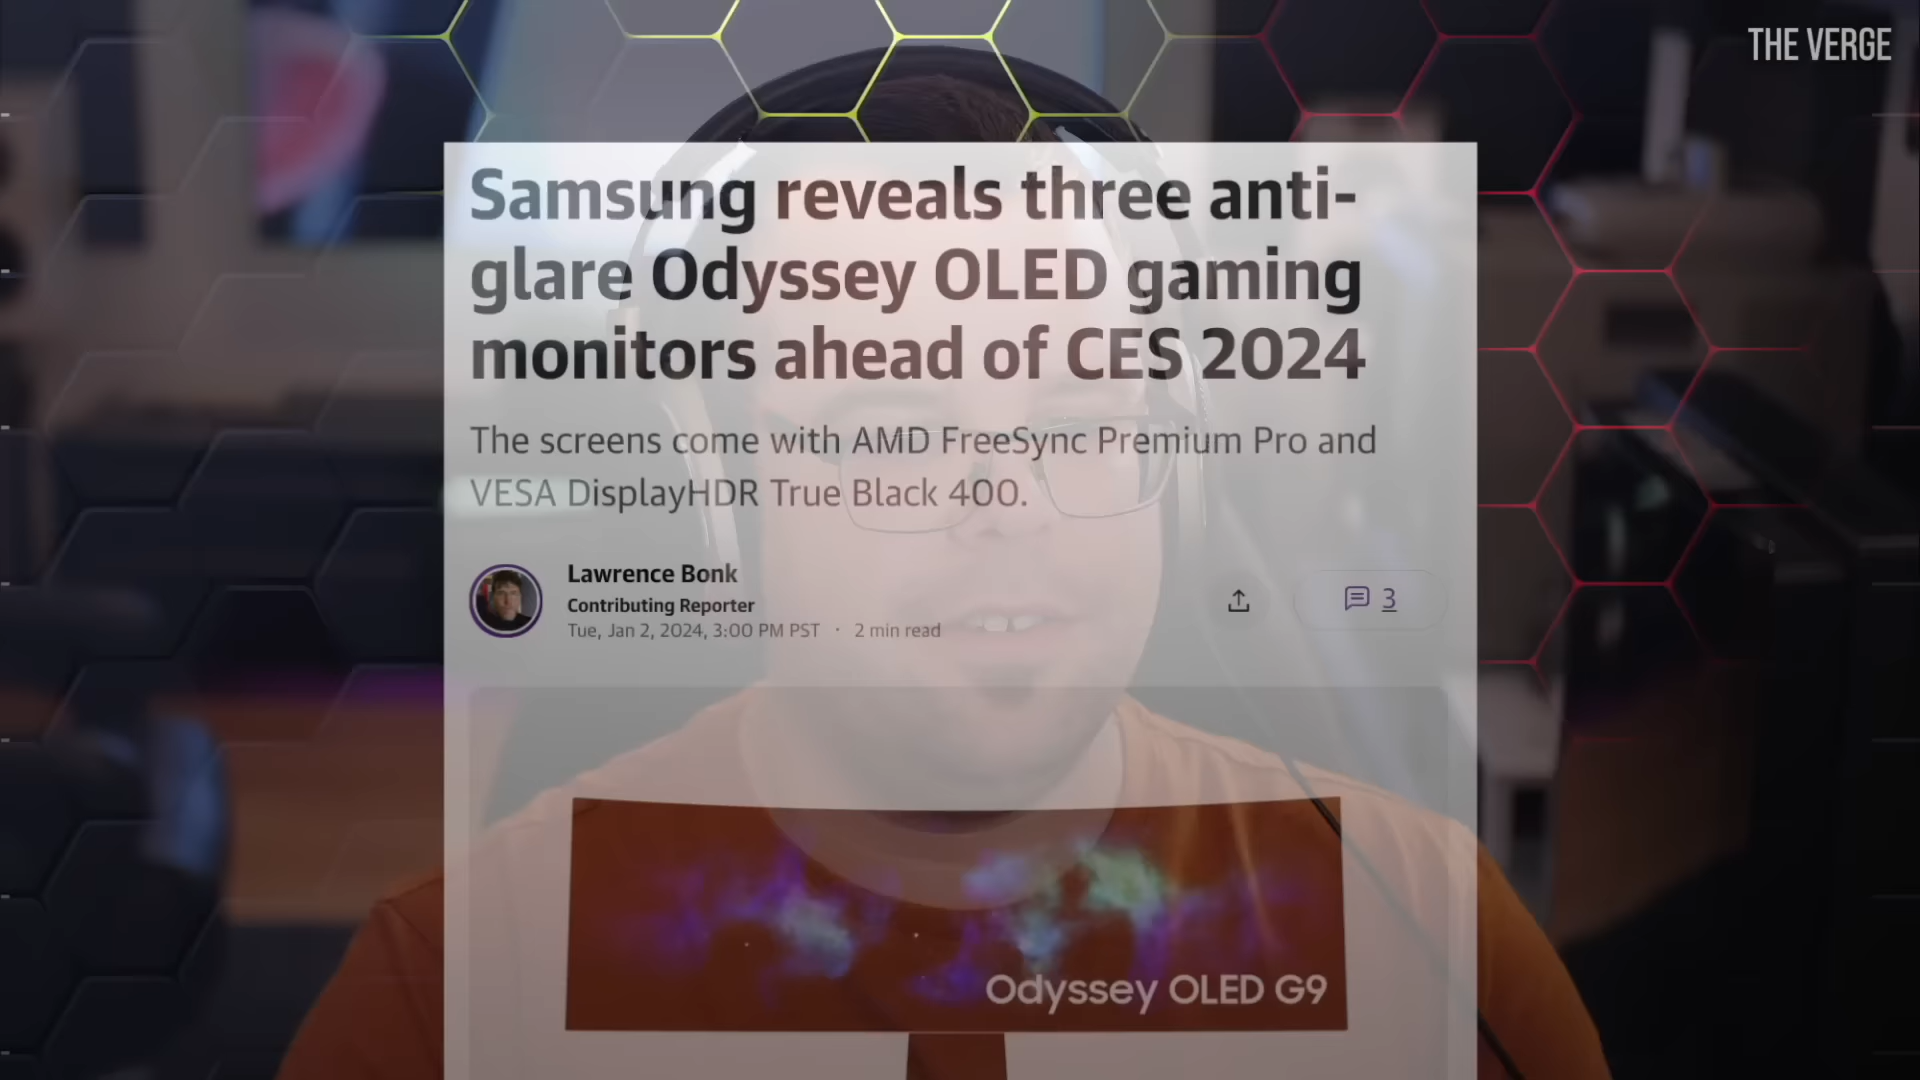 THE VERGE
Samsung reveals three anti-
glare Odyssey OLED gaming
monitors ahead of CES 2024
The screens come with AMD FreeSync Premium Pro and
VESA DisplayHDR True Black 400.
Lawrence Bonk
Contributing Reporter
Tue, Jan 2, 2024, 3:00 PM PST · 2 min read
3
Odyssey OLED G9